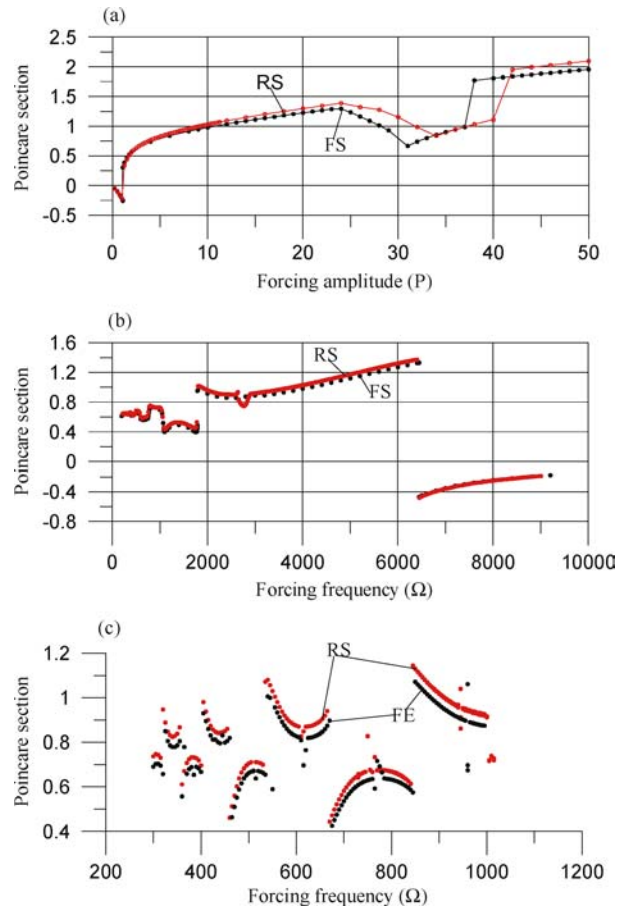 (a)
2.5
2
1.5
1
0.5
0
-0.5
Poincare section
RS
FS
0 10 20 30 40 50
Forcing amplitude (P)
(b)
1.6
1.2
0.8
0.4
0
-0.4
-0.8
Poincare section
RS
FS
0 2000 4000 6000 8000 10000
Forcing frequency (Ω)
(c)
1.2
1
0.8
0.6
0.4
Poincare section
RS
FE
200 400 600 800 1000 1200
Forcing frequency (Ω)